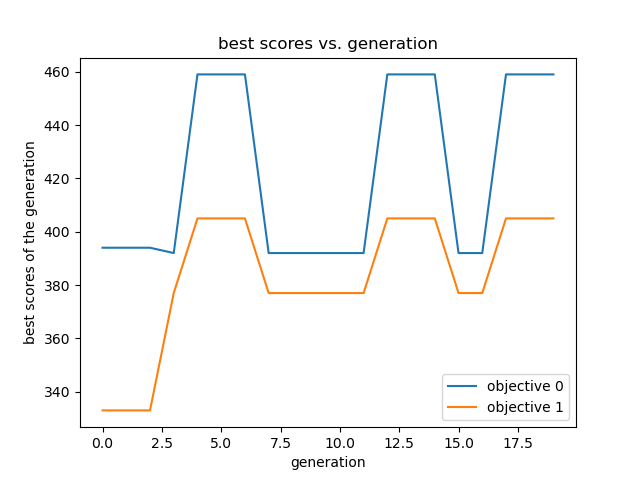 best scores vs. generation
best scores of the generation
460
440
420
400
380
360
340
0.0 2.5 5.0 7.5 10.0 12.5 15.0 17.5
generation
objective 0
objective 1